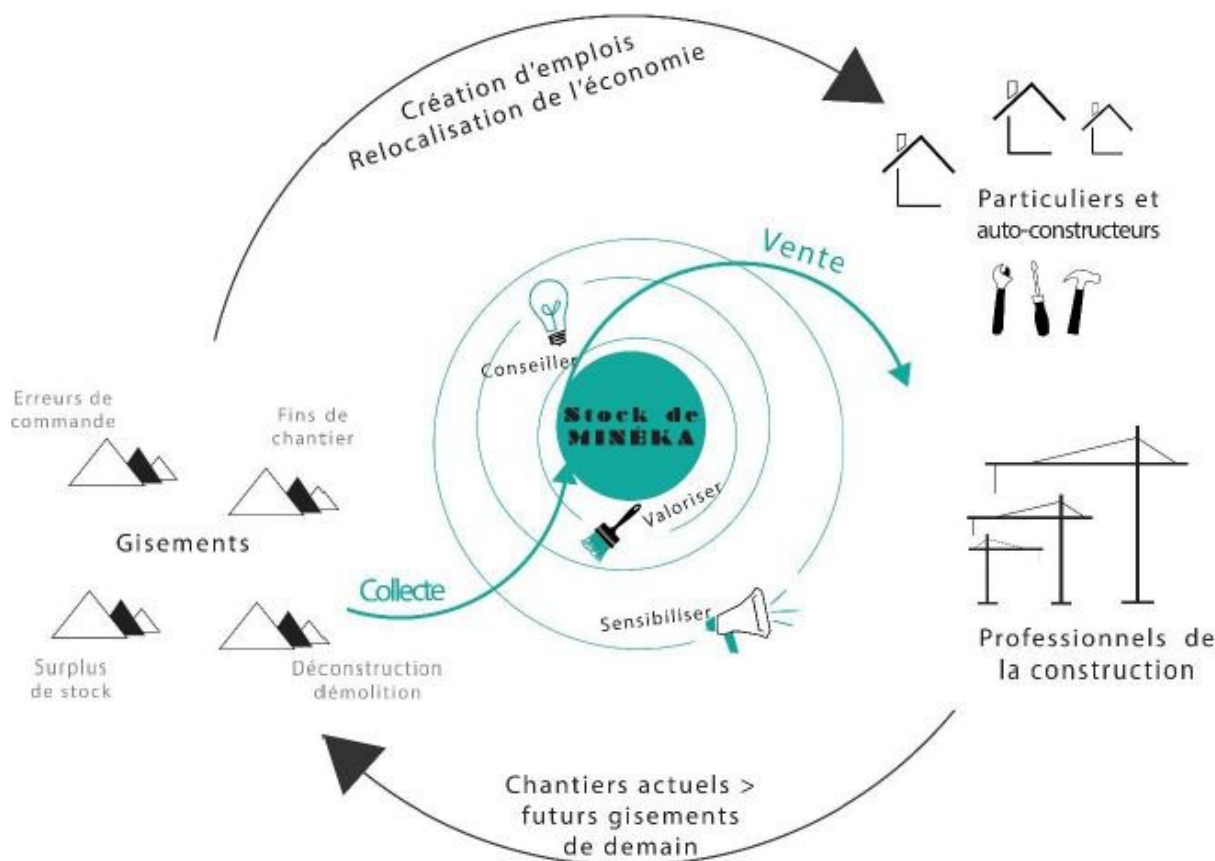 Création d'emplois
Relocalisation de l'économie
Particuliers et
auto-constructeurs
Vente
Conseiller
Stock de
MINÉKA
Valoriser
Erreurs de
commande
Fins de
chantier
Gisements
Collecte
Sensibiliser
Surplus
de stock
Déconstruction
démolition
Professionnels de
la construction
Chantiers actuels >
futurs gisements
de demain